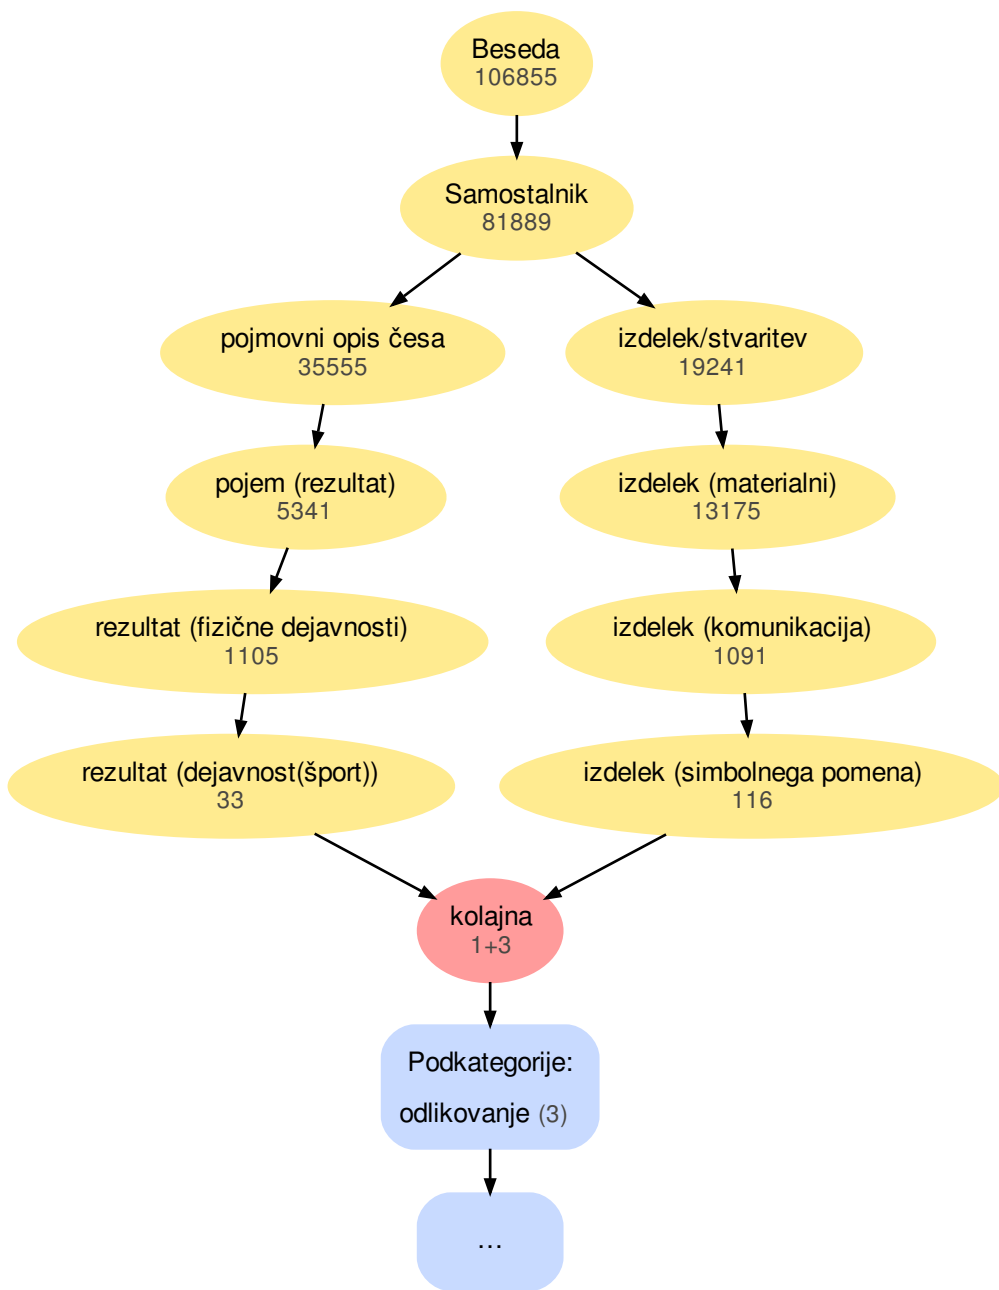 Beseda
106855
Samostalnik
81889
pojmovni opis česa
35555
izdelek/stvaritev
19241
pojem (rezultat)
5341
izdelek (materialni)
13175
rezultat (fizične dejavnosti)
1105
izdelek (komunikacija)
1091
rezultat (dejavnost(šport))
33
izdelek (simbolnega pomena)
116
kolajna
1+3
Podkategorije:
odlikovanje (3)
...